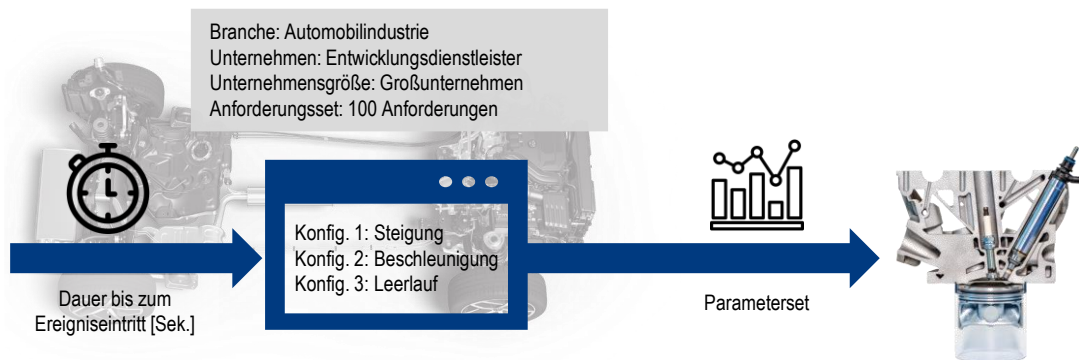 Branche: Automobilindustrie
Unternehmen: Entwicklungsdienstleister
Unternehmensgröße: Großunternehmen
Anforderungsset: 100 Anforderungen
Konfig. 1: Steigung
Konfig. 2: Beschleunigung
Konfig. 3: Leerlauf
Dauer bis zum
Ereigniseintritt [Sek.]
Parameterset